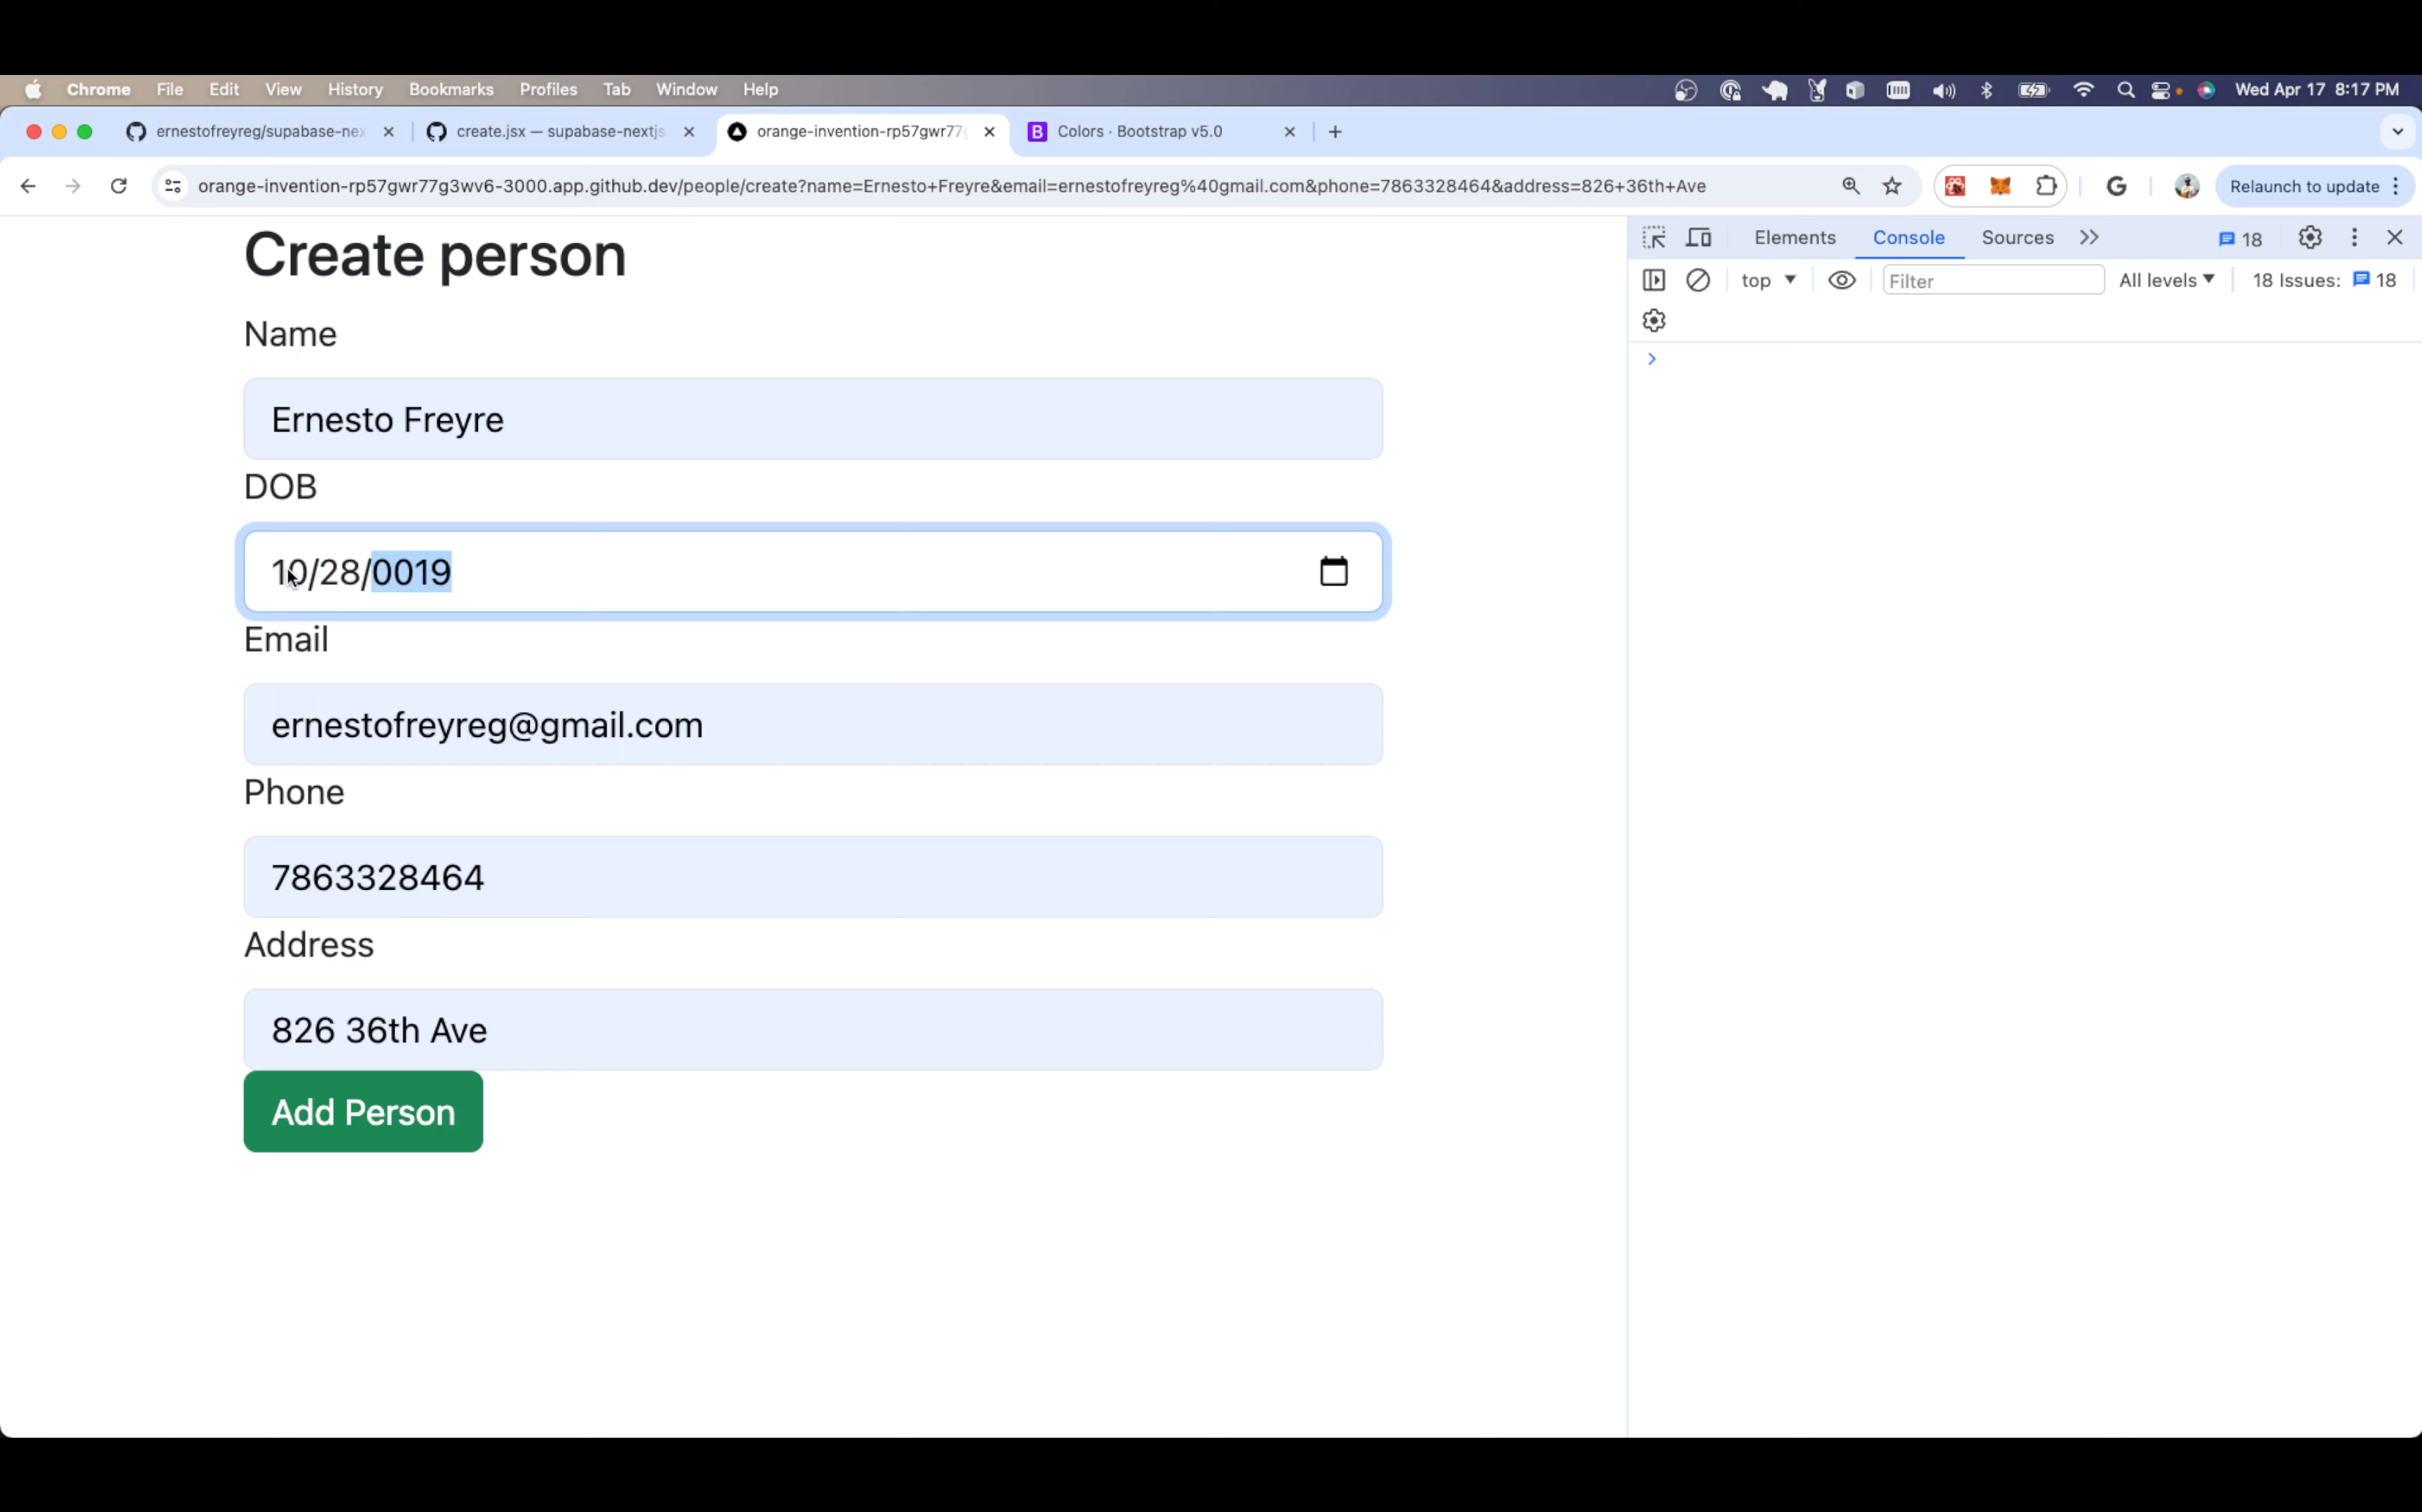 Chrome File Edit View History Bookmarks Profiles Tab Window Help Wed Apr 17 8:17 PM
ernestofreyreg/supabase-nex create.jsx — supabase-nextjs orange-invention-rp57gwr77g Colors · Bootstrap v5.0
orange-invention-rp57gwr77g3wv6-3000.app.github.dev/people/create?name=Ernesto+Freyre&email=ernestofreyreg%40gmail.com&phone=7863328464&address=826+36th+Ave Relaunch to update
Elements Console Sources 18
top Filter All levels 18 Issues: 18
Create person
Name
Ernesto Freyre
DOB
10/28/0019
Email
ernestofreyreg@gmail.com
Phone
7863328464
Address
826 36th Ave
Add Person